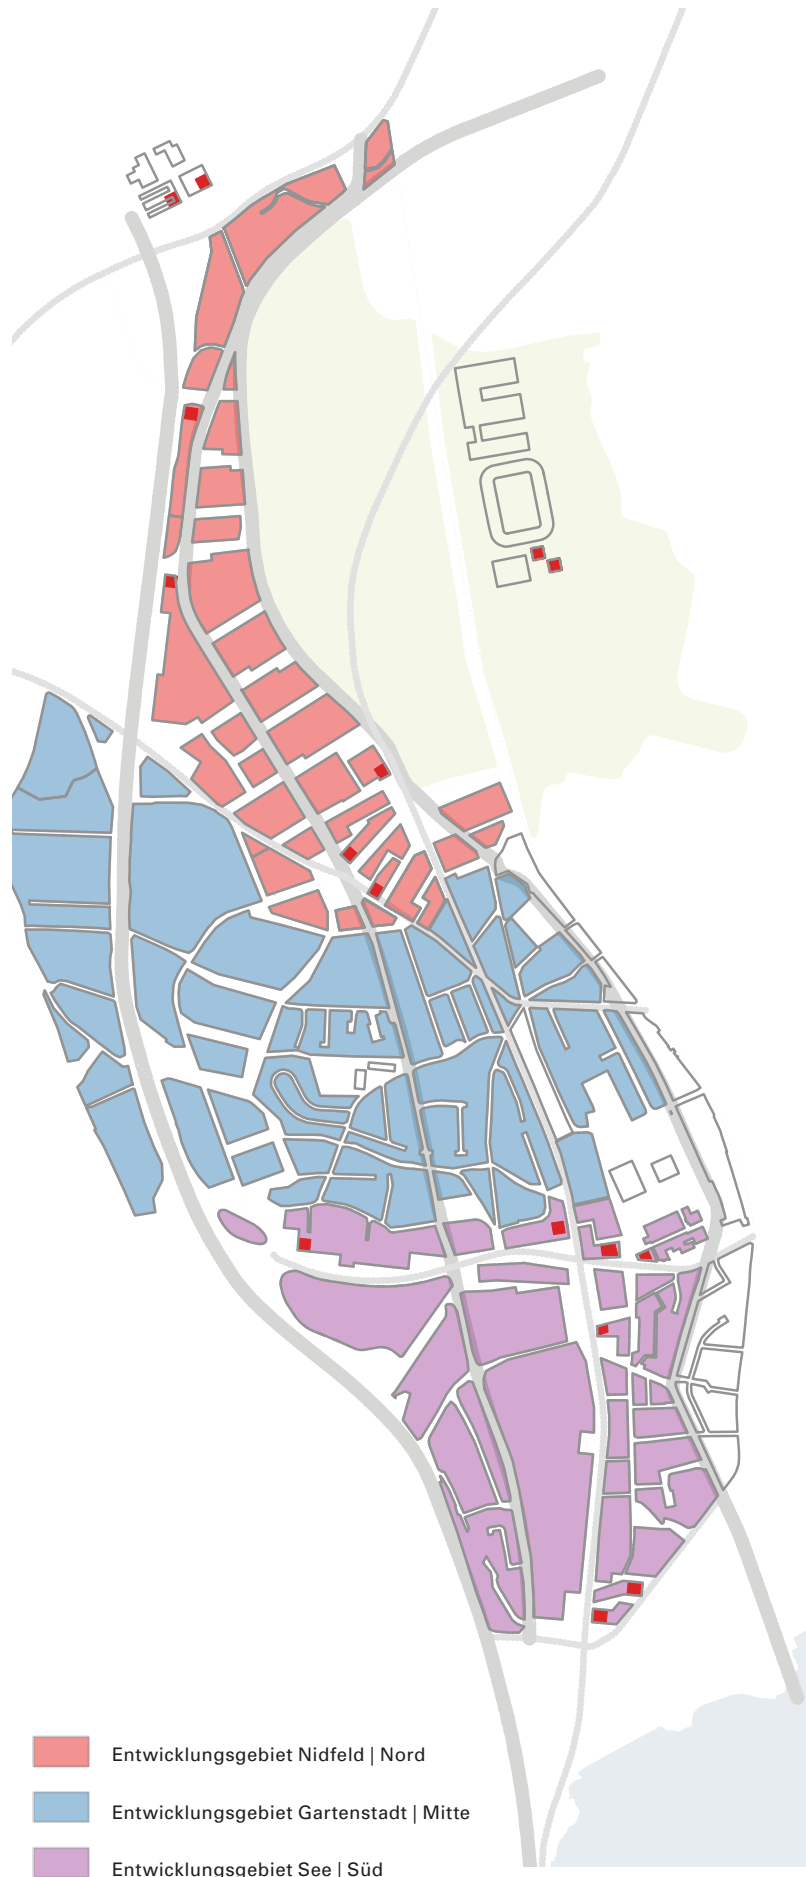 Entwicklungsgebiet Nidfeld | Nord
Entwicklungsgebiet Gartenstadt | Mitte
Entwicklungsgebiet See | Süd